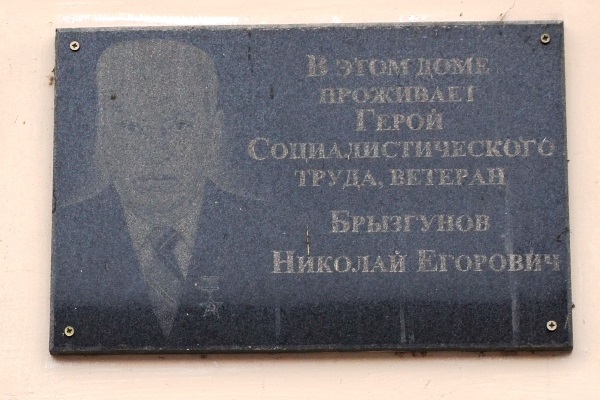 В ЭТОМ ДОМЕ
ПРОЖИВАЕТ
ГЕРОЙ
СОЦИАЛИСТИЧЕСКОГО
ТРУДА, ВЕТЕРАН
БРЫЗГУНОВ
НИКОЛАЙ ЕГОРОВИЧ